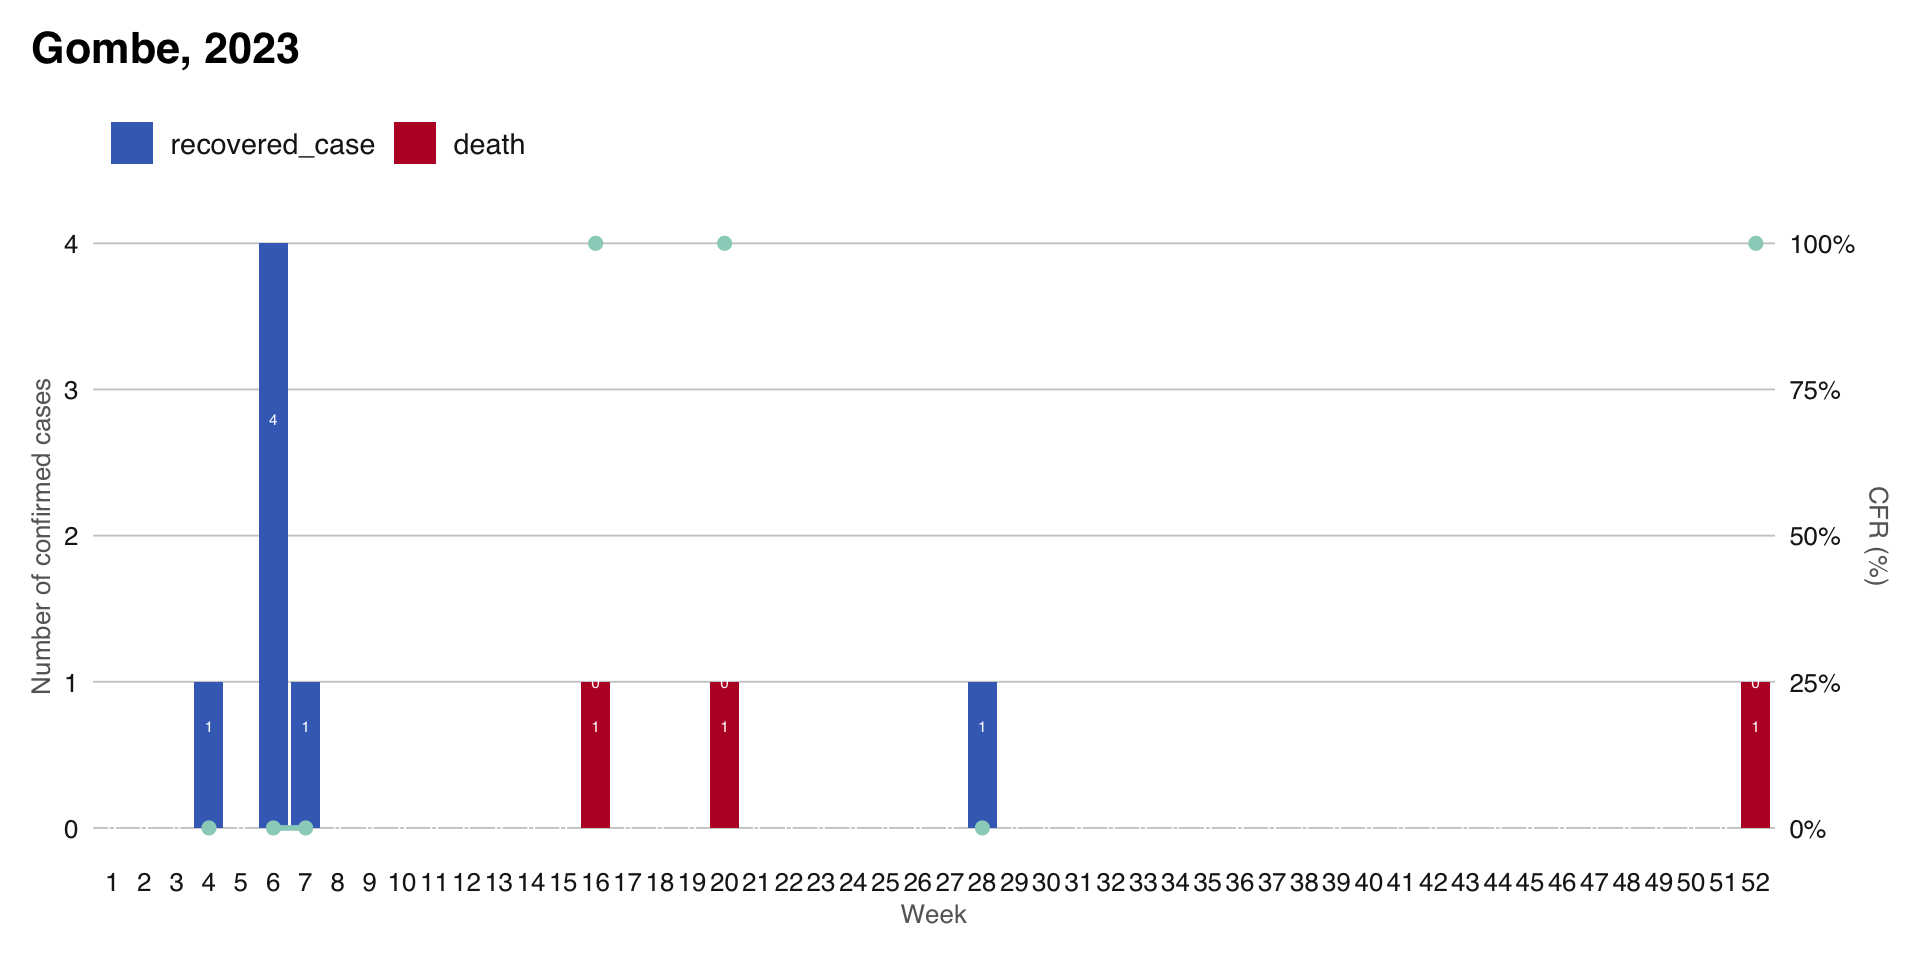 Gombe, 2023
recovered_case death
4 100%
3 75%
2 50%
1 25%
0 0%
Number of confirmed cases
CFR (%)
4
0 0 0
1 1 1 1 1 1
1 2 3 4 5 6 7 8 9 10 11 12 13 14 15 16 17 18 19 20 21 22 23 24 25 26 27 28 29 30 31 32 33 34 35 36 37 38 39 40 41 42 43 44 45 46 47 48 49 50 51 52
Week